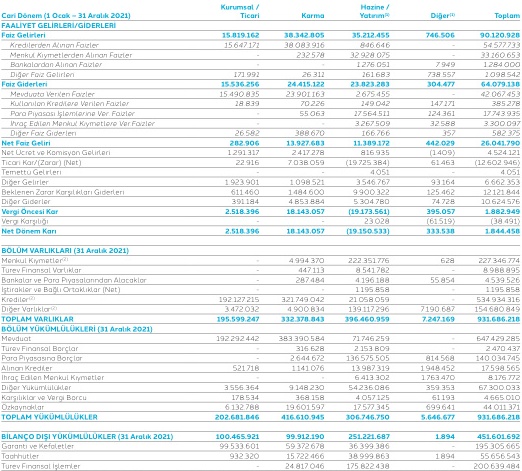 Cari Dönem (1 Ocak – 31 Aralık 2021) Kurumsal / Ticari Karma Hazine / Yatırım(2) Diğer(1) Toplam
FAALİYET GELİRLERİ/GİDERLERİ
Faiz Gelirleri 15.819.162 38.342.805 35.212.455 746.506 90.120.928
Kredilerden Alınan Faizler 15.647.171 38.083.916 846.646 - 54.577.733
Menkul Kıymetlerden Alınan Faizler - 232.578 32.928.075 - 33.160.653
Bankalardan Alınan Faizler - - 1.276.051 7.949 1.284.000
Diğer Faiz Gelirleri 171.991 26.311 161.683 738.557 1.098.542
Faiz Giderleri 15.536.256 24.415.122 23.823.283 304.477 64.079.138
Mevduata Verilen Faizler 15.490.835 23.901.163 2.675.455 - 42.067.453
Kullanılan Kredilere Verilen Faizler 18.839 70.226 149.042 147.171 385.278
Para Piyasası İşlemlerine Ver. Faizler - 55.063 17.564.511 124.361 17.743.935
İhraç Edilen Menkul Kıymetlere Ver.Faizler - - 3.267.509 32.588 3.300.097
Diğer Faiz Giderleri 26.582 388.670 166.766 357 582.375
Net Faiz Geliri 282.906 13.927.683 11.389.172 442.029 26.041.790
Net Ücret ve Komisyon Gelirleri 1.291.317 2.417.278 816.935 (1.409) 4.524.121
Ticari Kar/(Zarar) (Net) 22.916 7.038.059 (19.725.384) 61.463 (12.602.946)
Temettü Gelirleri - - 4.051 - 4.051
Diğer Gelirler 1.923.901 1.098.521 3.546.767 93.164 6.662.353
Beklenen Zarar Karşılıkları Giderleri 611.460 1.484.600 9.900.322 125.462 12.121.844
Diğer Giderler 391.184 4.853.884 5.304.780 74.728 10.624.576
Vergi Öncesi Kar 2.518.396 18.143.057 (19.173.561) 395.057 1.882.949
Vergi Karşılığı - - 23.028 (61.519) (38.491)
Net Dönem Karı 2.518.396 18.143.057 (19.150.533) 333.538 1.844.458
BÖLÜM VARLIKLARI (31 Aralık 2021)
Menkul Kıymetler(2) - 4.994.370 222.351.776 628 227.346.774
Türev Finansal Varlıklar - 447.113 8.541.782 - 8.988.895
Bankalar ve Para Piyasalarından Alacaklar - 287.484 4.196.188 55.854 4.539.526
İştirakler ve Bağlı Ortaklıklar (Net) - - 1.195.858 - 1.195.858
Krediler(2) 192.127.215 321.749.042 21.058.059 - 534.934.316
Diğer Varlıklar(2) 3.472.032 4.900.834 139.117.296 7.190.687 154.680.849
TOPLAM VARLIKLAR 195.599.247 332.378.843 396.460.959 7.247.169 931.686.218
BÖLÜM YÜKÜMLÜLÜKLERİ (31 Aralık 2021)
Mevduat 192.292.442 383.390.584 71.746.259 - 647.429.285
Türev Finansal Borçlar - 316.628 2.153.809 - 2.470.437
Para Piyasasına Borçlar - 2.644.672 136.575.505 814.568 140.034.745
Alınan Krediler 521.718 1.141.076 13.987.319 1.948.452 17.598.565
İhraç Edilen Menkul Kıymetler - - 6.413.302 1.763.470 8.176.772
Diğer Yükümlülükler 3.556.364 9.148.230 54.236.086 359.353 67.300.033
Karşılıklar ve Vergi Borcu 178.534 368.158 4.057.125 61.193 4.665.010
Özkaynaklar 6.132.788 19.601.597 17.577.345 699.641 44.011.371
TOPLAM YÜKÜMLÜLÜKLER 202.681.846 416.610.945 306.746.750 5.646.677 931.686.218
BİLANÇO DIŞI YÜKÜMLÜLÜKLER (31 Aralık 2021) 100.465.921 99.912.190 251.221.687 1.894 451.601.692
Garanti ve Kefaletler 99.533.601 59.372.678 36.399.386 - 195.305.665
Taahhütler 932.320 15.722.466 38.999.863 1.894 55.656.543
Türev Finansal İşlemler - 24.817.046 175.822.438 - 200.639.484